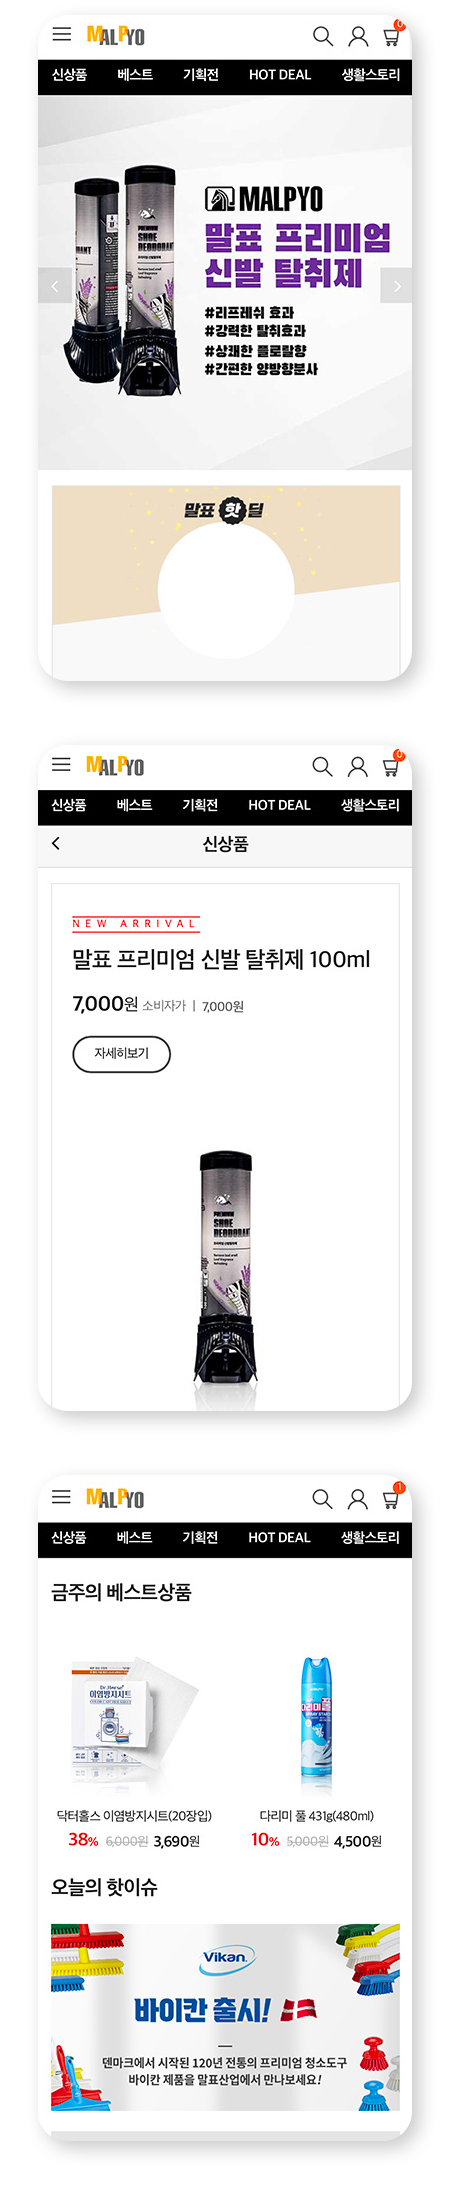 MALPYO
0
신상품 베스트 기획전 HOT DEAL 생활스토리
MALPYO
말표 프리미엄
신발 탈취제
#리프레쉬 효과
#강력한 탈취효과
#상쾌한 플로랄향
#간편한 양방향분사
PREMIUM
SHOE
DEODORANT
말표 핫 딜
MALPYO
0
신상품 베스트 기획전 HOT DEAL 생활스토리
신상품
NEW ARRIVAL
말표 프리미엄 신발 탈취제 100ml
7,000원 소비자가 | 7,000원
자세히보기
PREMIUM
SHOE
DEODORANT
MALPYO
1
신상품 베스트 기획전 HOT DEAL 생활스토리
금주의 베스트상품
이염방지시트
닥터홀스 이염방지시트(20장입)
38% 6,000원 3,690원
다리미 풀 431g(480ml)
10% 5,000원 4,500원
오늘의 핫이슈
Vikan.
바이칸 출시!
덴마크에서 시작된 120년 전통의 프리미엄 청소도구
바이칸 제품을 말표산업에서 만나보세요!